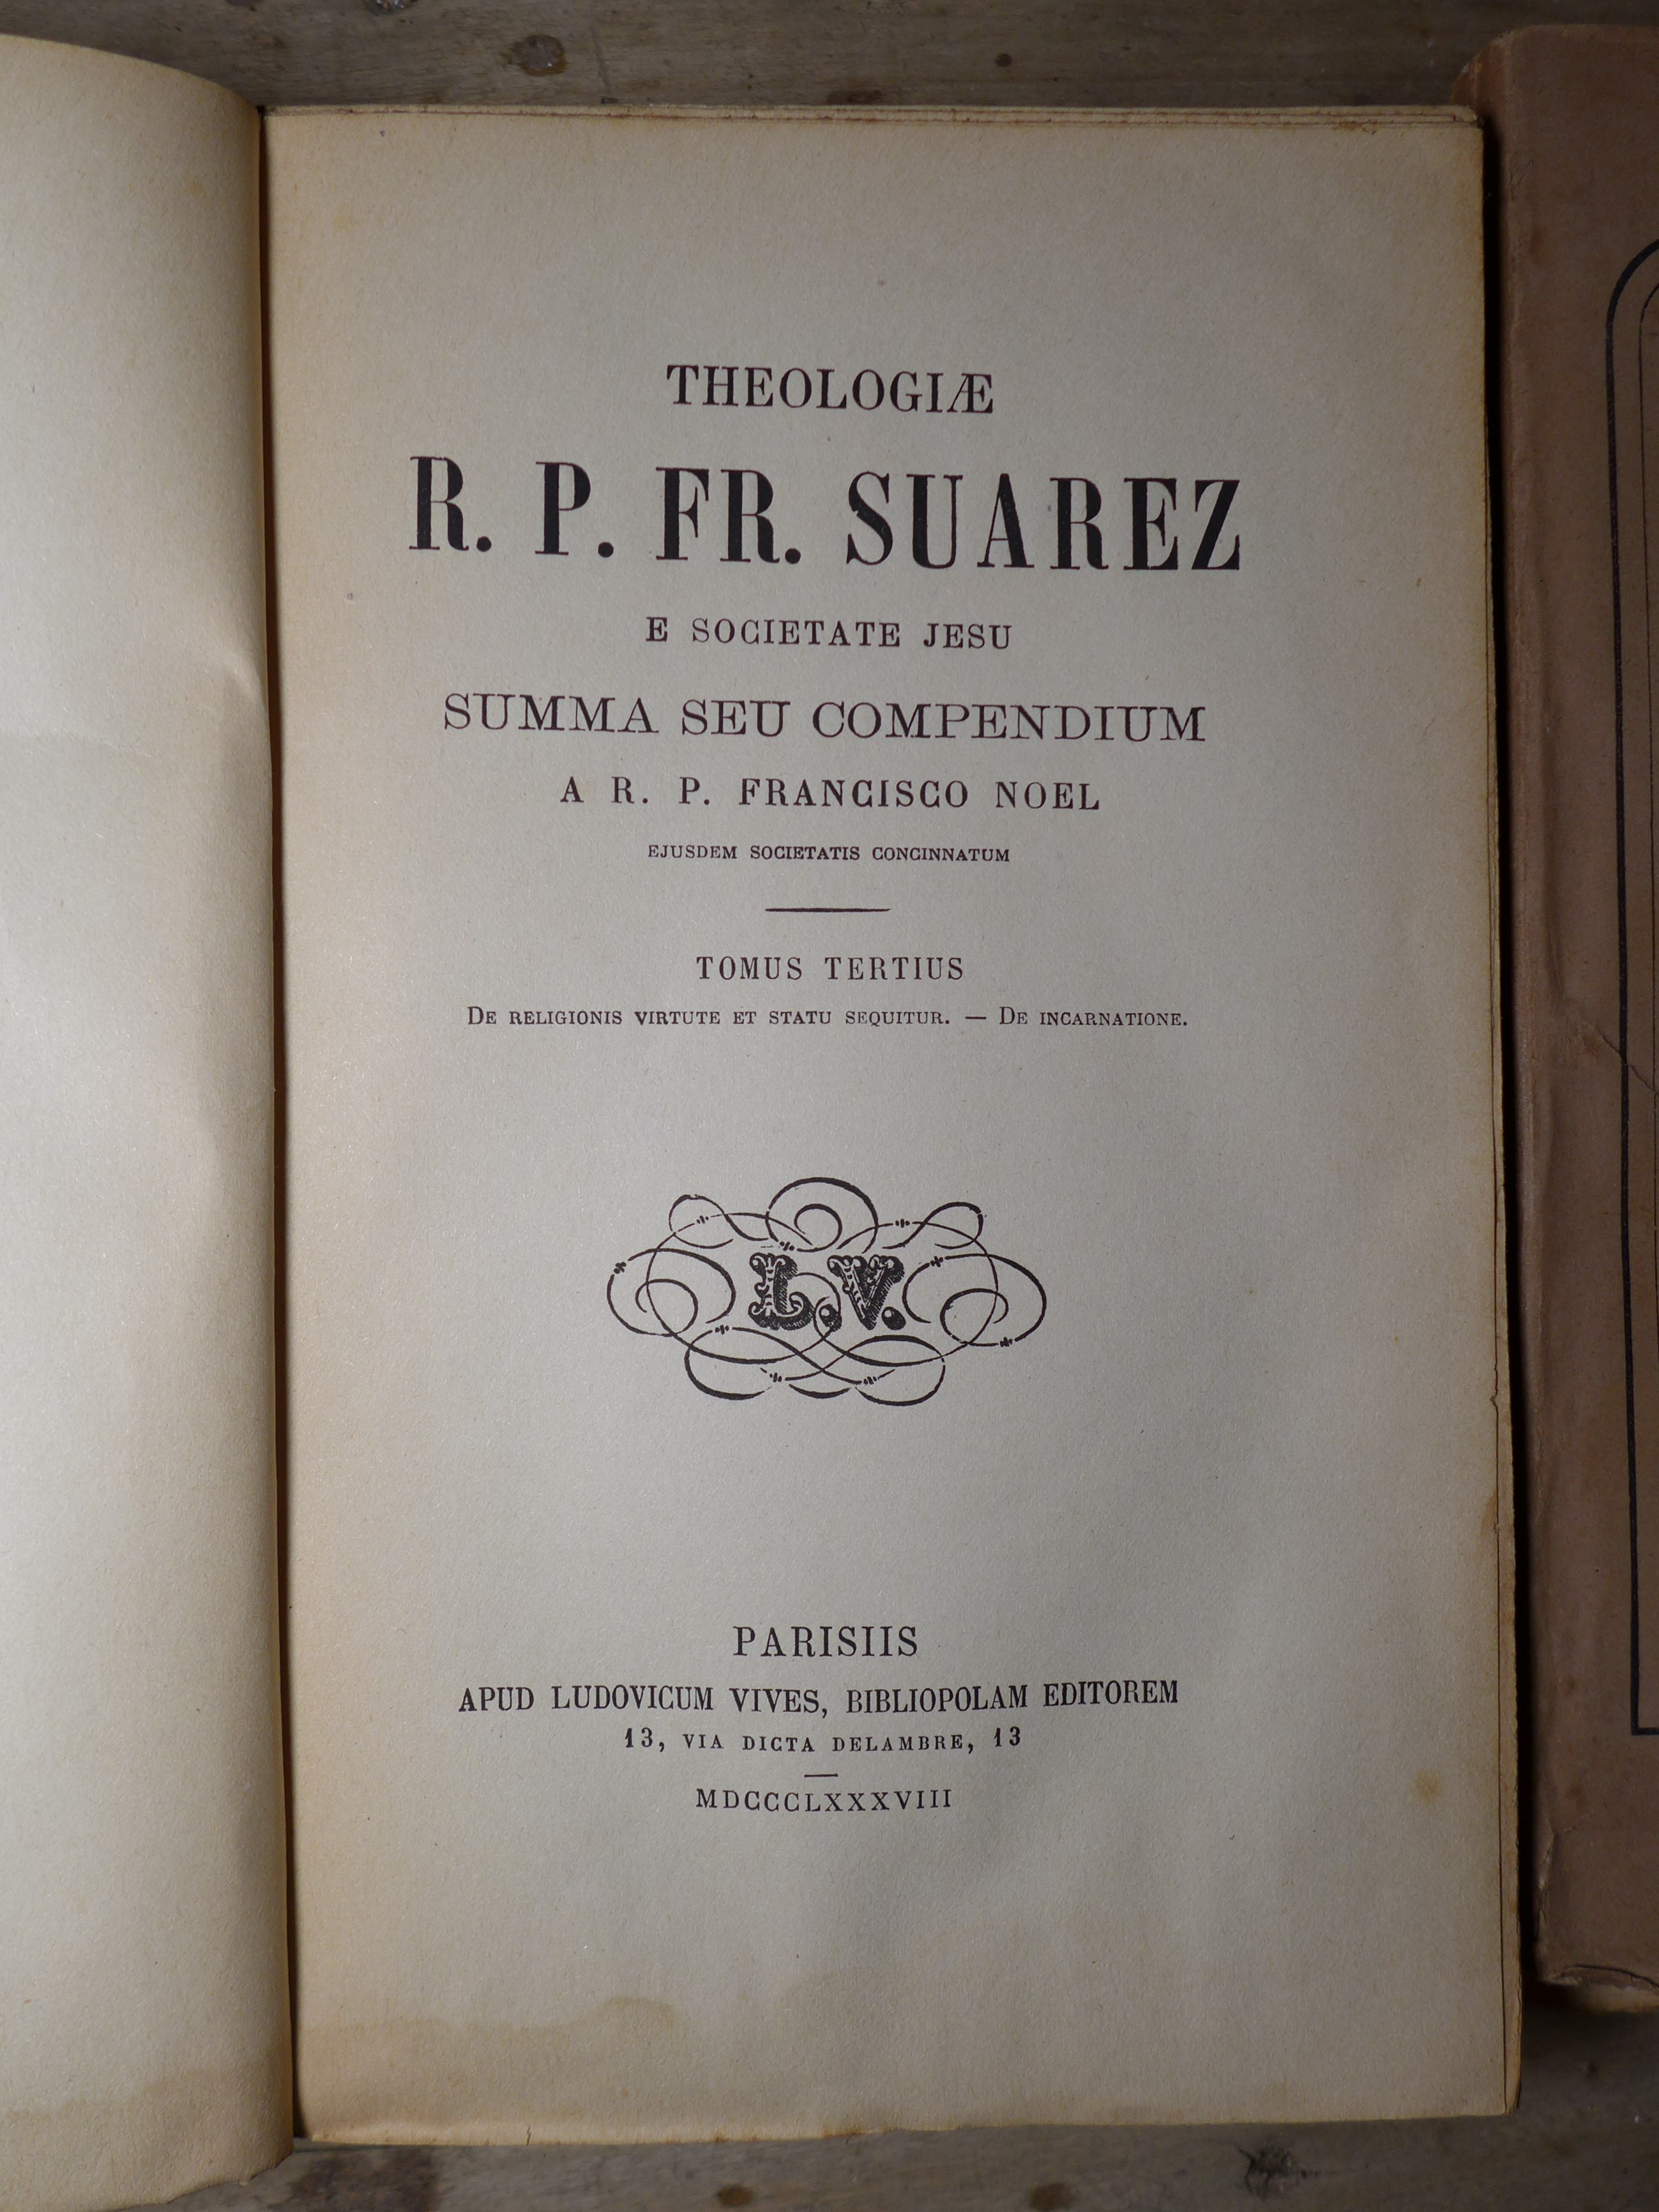 THEOLOGIÆ
R. P. FR. SUAREZ
E SOCIETATE JESU
SUMMA SEU COMPENDIUM
A R. P. FRANCISCO NOEL
EJUSDEM SOCIETATIS CONCINNATUM
TOMUS TERTIUS
DE RELIGIONIS VIRTUTE ET STATU SEQUITUR. — DE INCARNATIONE.
L.V.
PARISIIS
APUD LUDOVICUM VIVES, BIBLIOPOLAM EDITOREM
13, VIA DICTA DELAMBRE, 13
MDCCCLXXXVIII